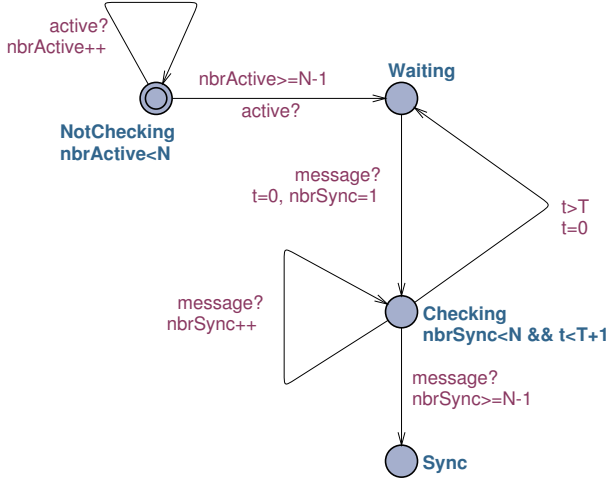 active?
nbrActive++
nbrActive>=N-1
active?
Waiting
NotChecking
nbrActive<N
message?
t=0, nbrSync=1
t>T
t=0
message?
nbrSync++
Checking
nbrSync<N && t<T+1
message?
nbrSync>=N-1
Sync